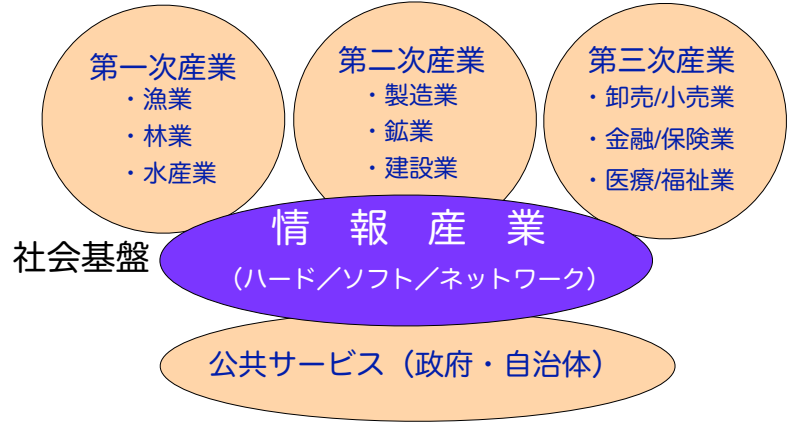 第一次産業
・漁業
・林業
・水産業
第二次産業
・製造業
・鉱業
・建設業
第三次産業
・卸売/小売業
・金融/保険業
・医療/福祉業
社会基盤
情報産業
（ハード／ソフト／ネットワーク）
公共サービス（政府・自治体）